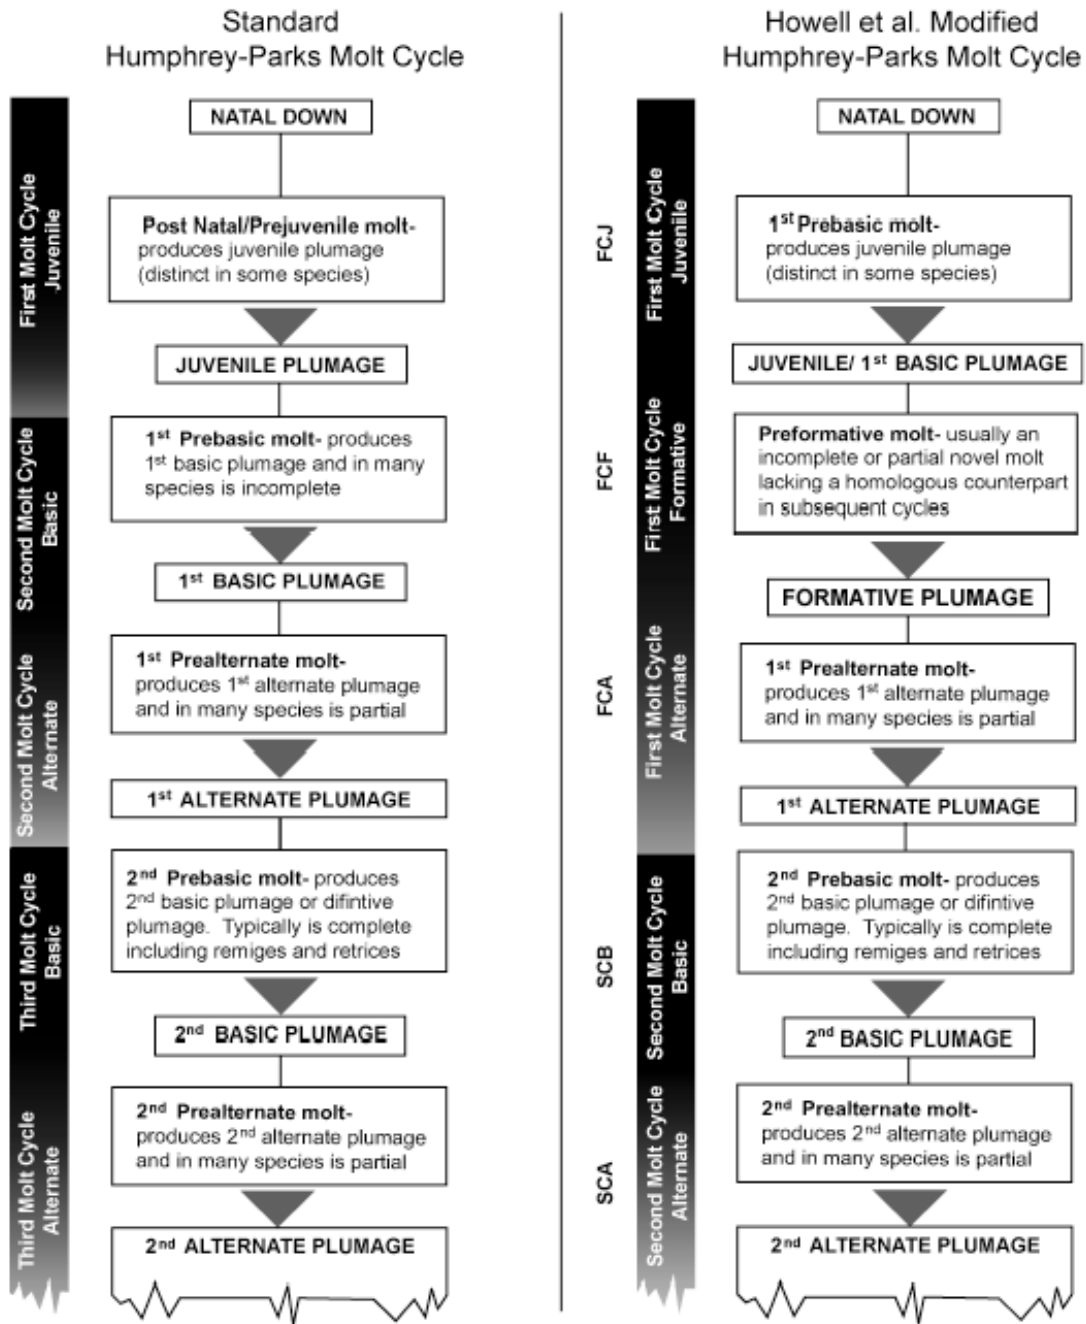 Standard
Humphrey-Parks Molt Cycle
First Molt Cycle
Juvenile
Second Molt Cycle
Basic
Second Molt Cycle
Alternate
Third Molt Cycle
Basic
Third Molt Cycle
Alternate
NATAL DOWN
Post Natal/Prejuvenile molt-
produces juvenile plumage
(distinct in some species)
JUVENILE PLUMAGE
1st Prebasic molt- produces
1st basic plumage and in many
species is incomplete
1st BASIC PLUMAGE
1st Prealternate molt-
produces 1st alternate plumage
and in many species is partial
1st ALTERNATE PLUMAGE
2nd Prebasic molt- produces
2nd basic plumage or difintive
plumage. Typically is complete
including remiges and retrices
2nd BASIC PLUMAGE
2nd Prealternate molt-
produces 2nd alternate plumage
and in many species is partial
2nd ALTERNATE PLUMAGE
Howell et al. Modified
Humphrey-Parks Molt Cycle
FCJ
FCF
FCA
SCB
SCA
First Molt Cycle
Juvenile
First Molt Cycle
Formative
First Molt Cycle
Alternate
Second Molt Cycle
Basic
Second Molt Cycle
Alternate
NATAL DOWN
1st Prebasic molt-
produces juvenile plumage
(distinct in some species)
JUVENILE/ 1st BASIC PLUMAGE
Preformative molt- usually an
incomplete or partial novel molt
lacking a homologous counterpart
in subsequent cycles
FORMATIVE PLUMAGE
1st Prealternate molt-
produces 1st alternate plumage
and in many species is partial
1st ALTERNATE PLUMAGE
2nd Prebasic molt- produces
2nd basic plumage or difintive
plumage. Typically is complete
including remiges and retrices
2nd BASIC PLUMAGE
2nd Prealternate molt-
produces 2nd alternate plumage
and in many species is partial
2nd ALTERNATE PLUMAGE